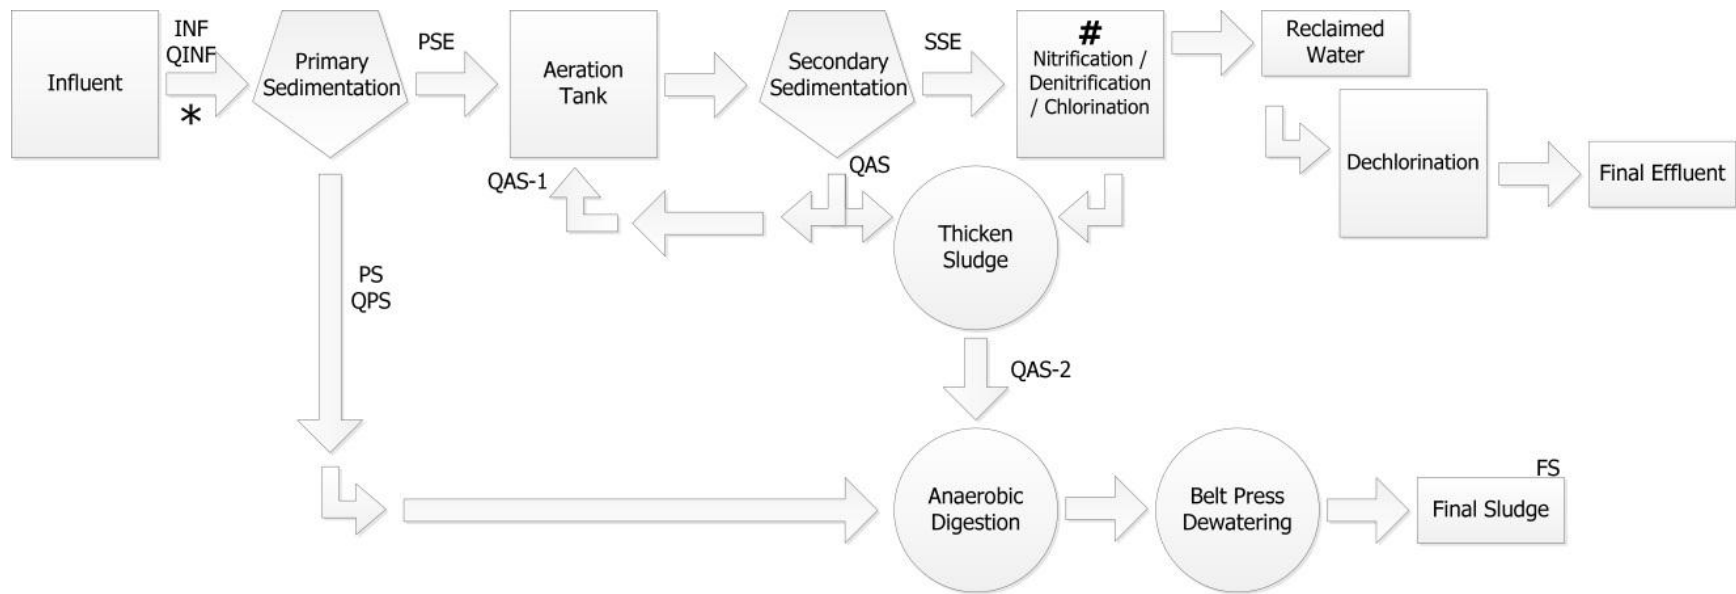 INF
QINF
*
Influent
Primary
Sedimentation
PSE
Aeration
Tank
Secondary
Sedimentation
SSE
#
Nitrification /
Denitrification
/ Chlorination
Reclaimed
Water
Dechlorination
Final Effluent
QAS-1
QAS
Thicken
Sludge
PS
QPS
QAS-2
Anaerobic
Digestion
Belt Press
Dewatering
FS
Final Sludge